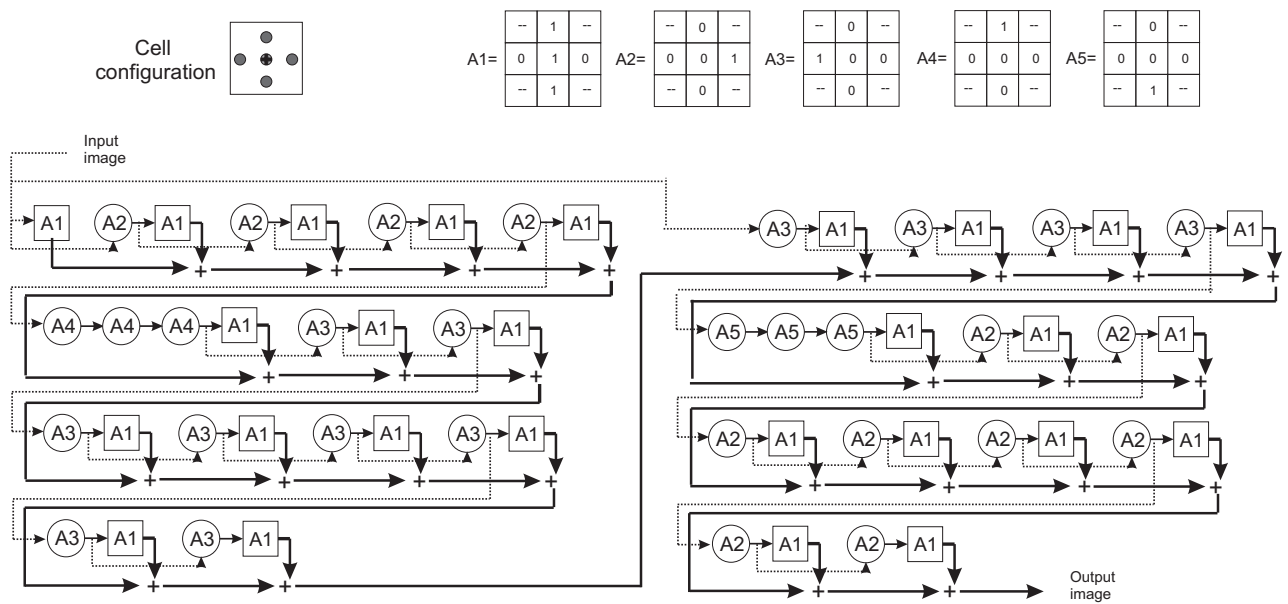 Cell
configuration
-- 1 --
A1= 0 1 0
-- 1 --
-- 0 --
A2= 0 0 1
-- 0 --
-- 0 --
A3= 1 0 0
-- 0 --
-- 1 --
A4= 0 0 0
-- 0 --
-- 0 --
A5= 0 0 0
-- 1 --
Input
image
A1 A2 A1 A2 A1 A2 A1 A2 A1
+ + + +
A4 A4 A4 A1 A3 A1 A3 A1
+ + +
A3 A1 A3 A1 A3 A1 A3 A1
+ + + +
A3 A1 A3 A1
+ +
A3 A1 A3 A1 A3 A1 A3 A1
+ + + +
A5 A5 A5 A1 A2 A1 A2 A1
+ + +
A2 A1 A2 A1 A2 A1 A2 A1
+ + + +
A2 A1 A2 A1
+ +
Output
image